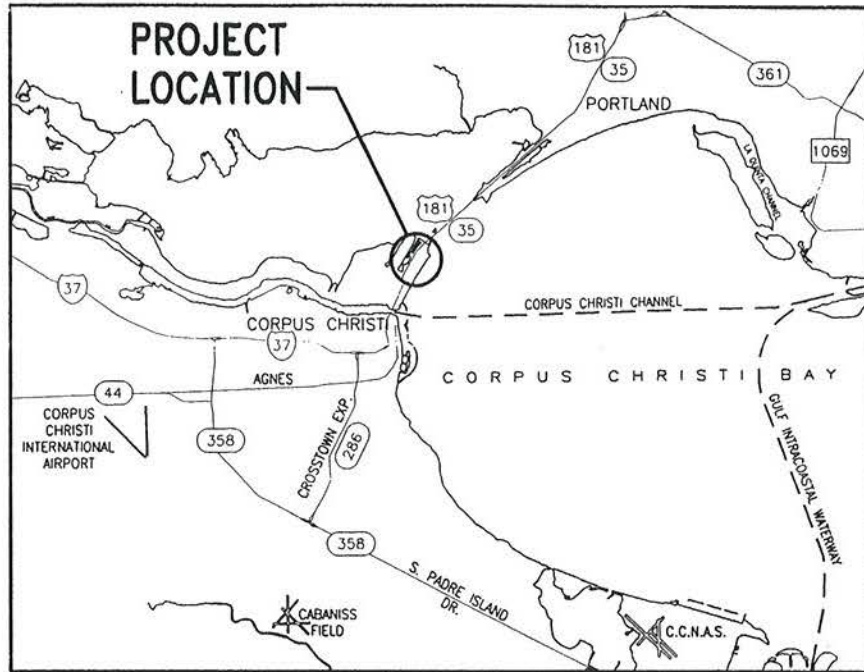 PROJECT
LOCATION
181
35
361
PORTLAND
1069
LA QUINTA CHANNEL
181
35
37
CORPUS CHRISTI CHANNEL
CORPUS CHRISTI
37
AGNES
CORPUS CHRISTI BAY
44
CORPUS
CHRISTI
INTERNATIONAL
AIRPORT
358
CROSSTOWN EXP.
286
GULF INTRACOASTAL WATERWAY
358
S. PADRE ISLAND
DR.
CABANISS
FIELD
C.C.N.A.S.